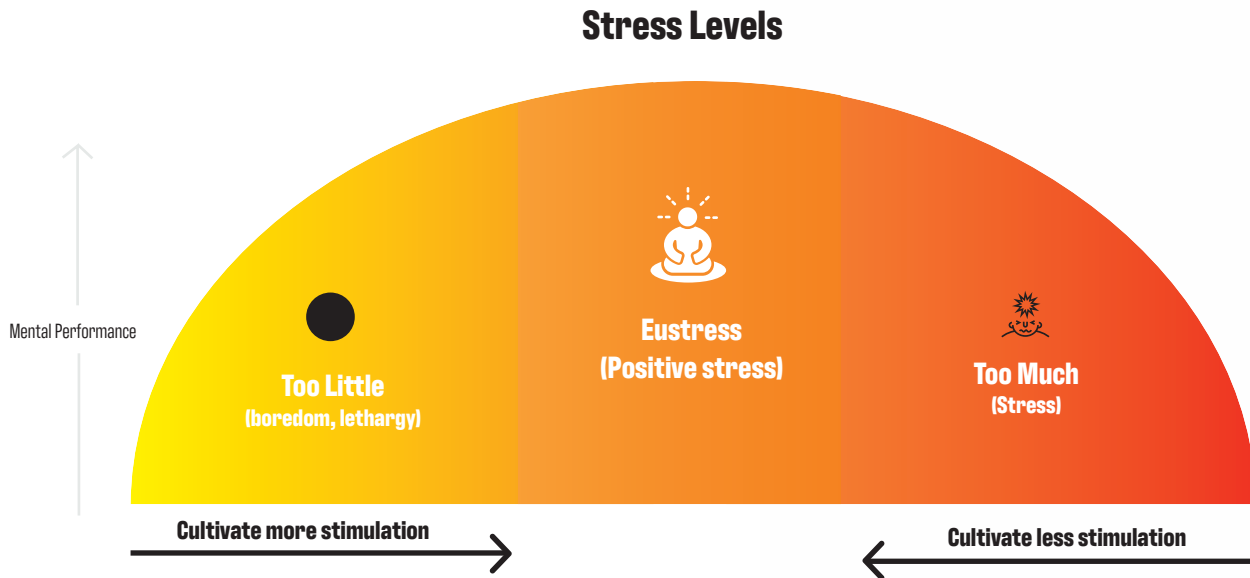 Stress Levels
Mental Performance
Eustress
(Positive stress)
Too Little
(boredom, lethargy)
Too Much
(Stress)
Cultivate more stimulation
Cultivate less stimulation